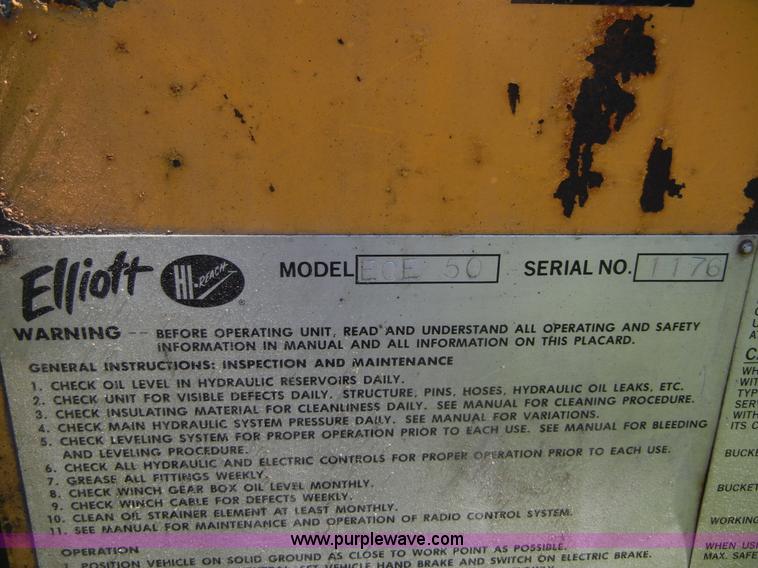 Elliott HI-REACH ® MODEL ECE 50 SERIAL NO. 1176
WARNING -- BEFORE OPERATING UNIT, READ AND UNDERSTAND ALL OPERATING AND SAFETY
INFORMATION IN MANUAL AND ALL INFORMATION ON THIS PLACARD.
GENERAL INSTRUCTIONS: INSPECTION AND MAINTENANCE
1. CHECK OIL LEVEL IN HYDRAULIC RESERVOIRS DAILY.
2. CHECK UNIT FOR VISIBLE DEFECTS DAILY. STRUCTURE, PINS, HOSES, HYDRAULIC OIL LEAKS, ETC.
3. CHECK INSULATING MATERIAL FOR CLEANLINESS DAILY. SEE MANUAL FOR CLEANING PROCEDURE.
4. CHECK MAIN HYDRAULIC SYSTEM PRESSURE DAILY. SEE MANUAL FOR VARIATIONS.
5. CHECK LEVELING SYSTEM FOR PROPER OPERATION PRIOR TO EACH USE. SEE MANUAL FOR BLEEDING
AND LEVELING PROCEDURE.
6. CHECK ALL HYDRAULIC AND ELECTRIC CONTROLS FOR PROPER OPERATION PRIOR TO EACH USE.
7. GREASE ALL FITTINGS WEEKLY.
8. CHECK WINCH GEAR BOX OIL LEVEL MONTHLY.
9. CHECK WINCH CABLE FOR DEFECTS WEEKLY.
10. CLEAN OIL STRAINER ELEMENT AT LEAST MONTHLY.
11. SEE MANUAL FOR MAINTENANCE AND OPERATION OF RADIO CONTROL SYSTEM.
OPERATION
1. POSITION VEHICLE ON SOLID GROUND AS CLOSE TO WORK POINT AS POSSIBLE.
SET VEHICLE HAND BRAKE AND SWITCH ON ELECTRIC BRAKE.
WH
WIT
TYP
SERV
WITH
ITS C
BUCKE
BUCKET
WORKING
WHEN USI
MAX. SAFE
www.purplewave.com